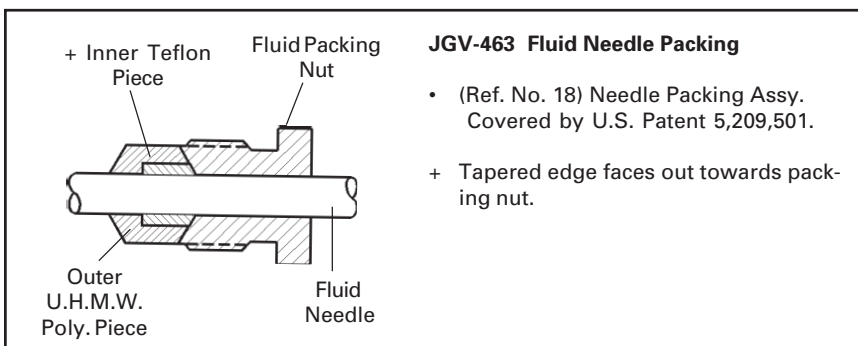 + Inner Teflon
Piece
Fluid Packing
Nut
Outer
U.H.M.W.
Poly. Piece
Fluid
Needle
JGV-463 Fluid Needle Packing
• (Ref. No. 18) Needle Packing Assy.
Covered by U.S. Patent 5,209,501.
+ Tapered edge faces out towards pack-
ing nut.